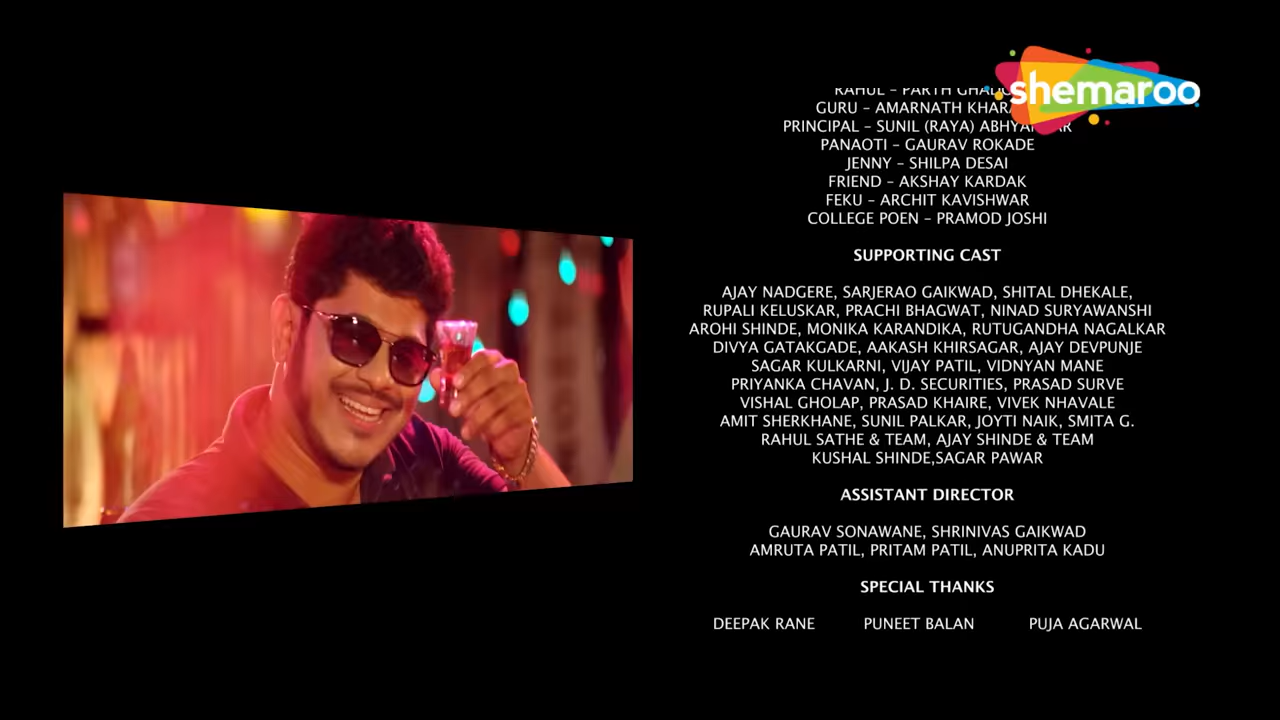 shemaroo
RAHUL – PARTH
GURU – AMARNATH
PRINCIPAL – SUNIL (RAYA)
PANAOTI – GAURAV ROKADE
JENNY – SHILPA DESAI
FRIEND – AKSHAY KARDAK
FEKU – ARCHIT KAVISHWAR
COLLEGE POEN – PRAMOD JOSHI
SUPPORTING CAST
AJAY NADGERE, SARJERAO GAIKWAD, SHITAL DHEKALE,
RUPALI KELUSKAR, PRACHI BHAGWAT, NINAD SURYAWANSHI
AROHI SHINDE, MONIKA KARANDIKA, RUTUGANDHA NAGALKAR
DIVYA GATAKGADE, AAKASH KHIRSAGAR, AJAY DEVPUNJE
SAGAR KULKARNI, VIJAY PATIL, VIDNYAN MANE
PRIYANKA CHAVAN, J. D. SECURITIES, PRASAD SURVE
VISHAL GHOLAP, PRASAD KHAIRE, VIVEK NHAVALE
AMIT SHERKHANE, SUNIL PALKAR, JOYTI NAIK, SMITA G.
RAHUL SATHE & TEAM, AJAY SHINDE & TEAM
KUSHAL SHINDE,SAGAR PAWAR
ASSISTANT DIRECTOR
GAURAV SONAWANE, SHRINIVAS GAIKWAD
AMRUTA PATIL, PRITAM PATIL, ANUPRITA KADU
SPECIAL THANKS
DEEPAK RANE PUNEET BALAN PUJA AGARWAL